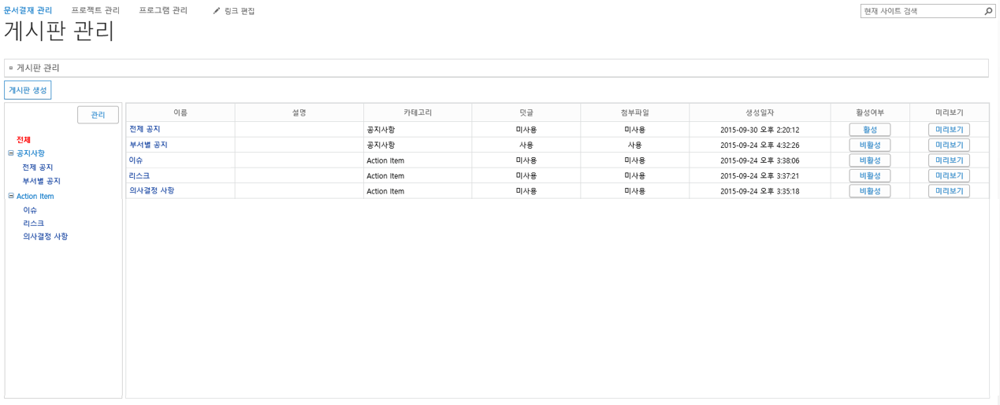 문서결재 관리 프로젝트 관리 프로그램 관리 링크 편집 현재 사이트 검색
게시판 관리
게시판 관리
게시판 생성
관리
전체
공지사항
전체 공지
부서별 공지
Action Item
이슈
리스크
의사결정 사항
이름 설명 카테고리 덧글 첨부파일 생성일자 활성여부 미리보기
전체 공지 공지사항 미사용 미사용 2015-09-30 오후 2:20:12 활성 미리보기
부서별 공지 공지사항 사용 사용 2015-09-24 오후 4:32:26 비활성 미리보기
이슈 Action Item 미사용 미사용 2015-09-24 오후 3:38:06 비활성 미리보기
리스크 Action Item 미사용 미사용 2015-09-24 오후 3:37:21 비활성 미리보기
의사결정 사항 Action Item 미사용 미사용 2015-09-24 오후 3:35:18 비활성 미리보기